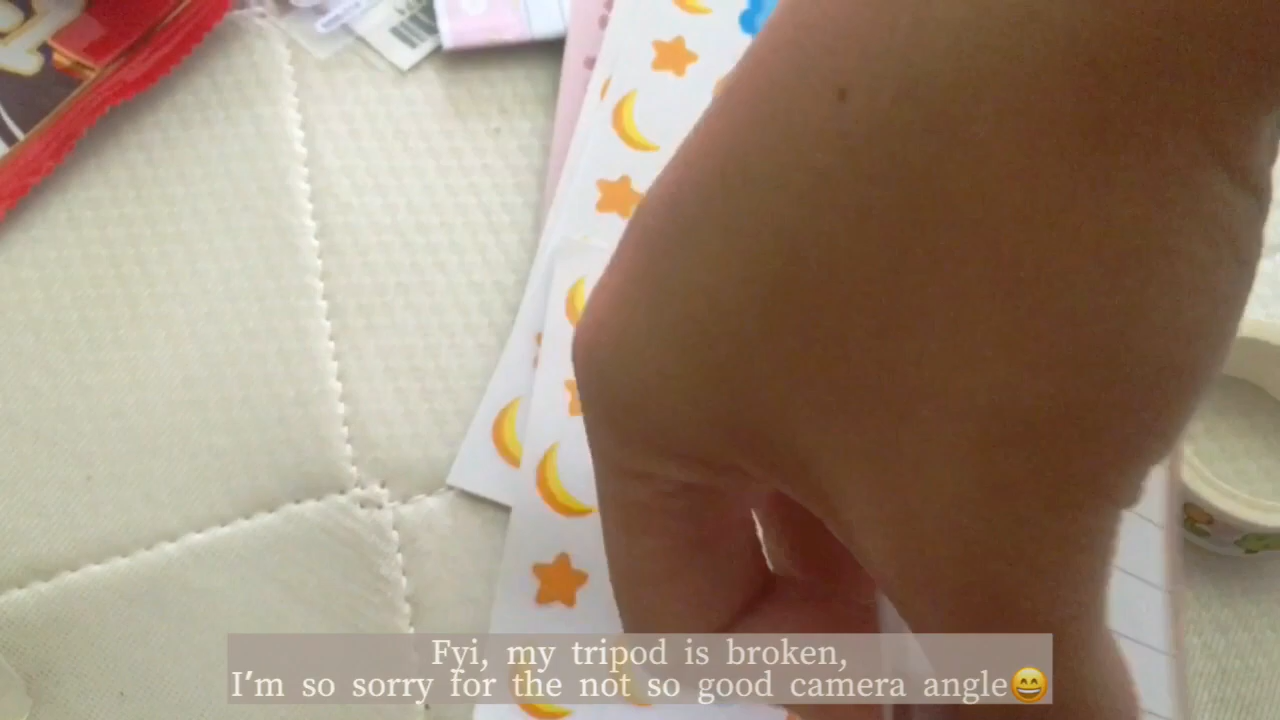 Fyi, my tripod is broken,
I'm so sorry for the not so good camera angle😄